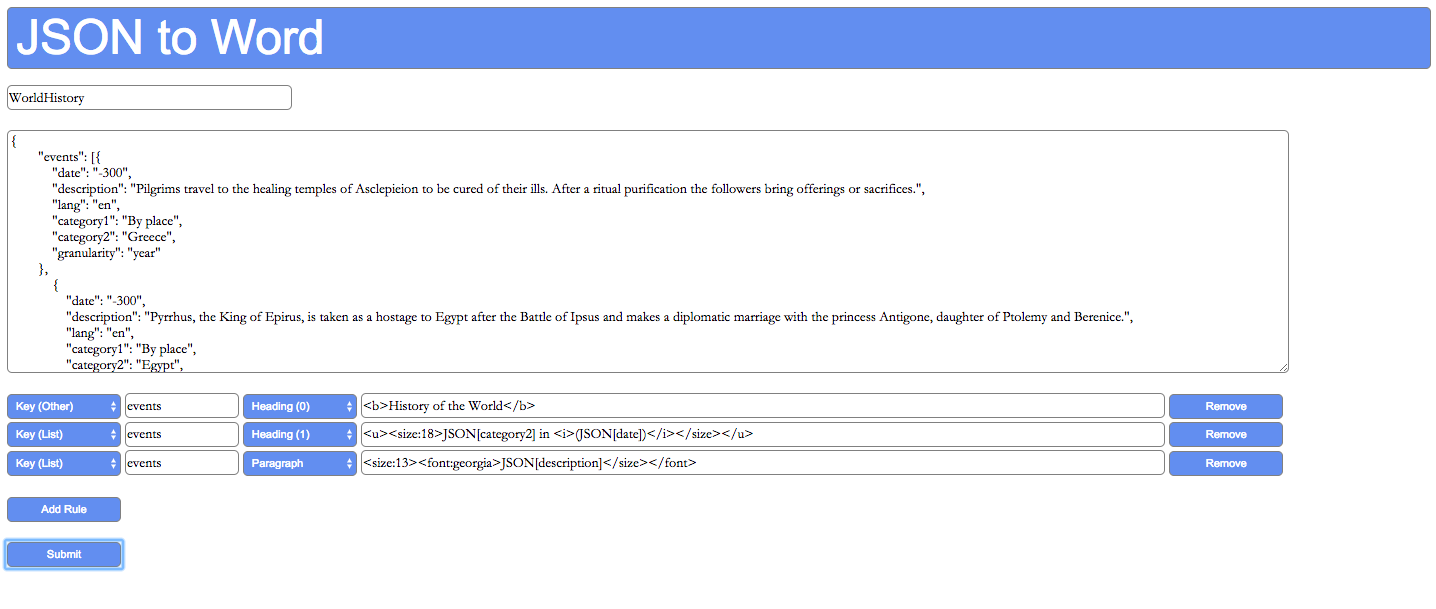 JSON to Word
WorldHistory
{
"events": [{
"date": "-300",
"description": "Pilgrims travel to the healing temples of Asclepieion to be cured of their ills. After a ritual purification the followers bring offerings or sacrifices.",
"lang": "en",
"category1": "By place",
"category2": "Greece",
"granularity": "year"
},
{
"date": "-300",
"description": "Pyrrhus, the King of Epirus, is taken as a hostage to Egypt after the Battle of Ipsus and makes a diplomatic marriage with the princess Antigone, daughter of Ptolemy and Berenice.",
"lang": "en",
"category1": "By place",
"category2": "Egypt",
Key (Other) events Heading (0) <b>History of the World</b> Remove
Key (List) events Heading (1) <u><size:18>JSON[category2] in <i>(JSON[date])</i></size></u> Remove
Key (List) events Paragraph <size:13><font:georgia>JSON[description]</size></font> Remove
Add Rule
Submit